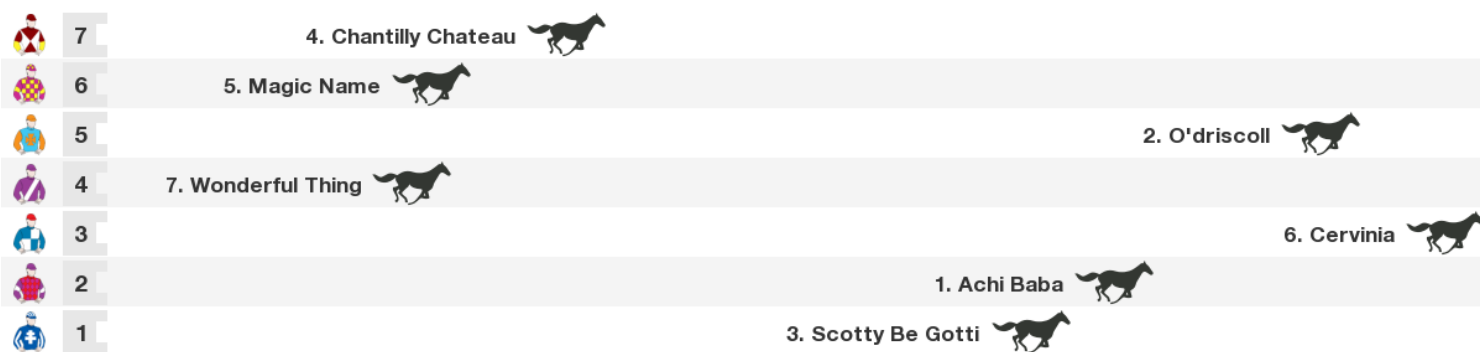 7 4. Chantilly Chateau
6 5. Magic Name
5 2. O'driscoll
4 7. Wonderful Thing
3 6. Cervinia
2 1. Achi Baba
1 3. Scotty Be Gotti